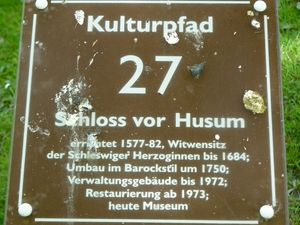 Kulturpfad
27
Schloss vor Husum
errichtet 1577-82, Witwensitz
der Schleswiger Herzoginnen bis 1684;
Umbau im Barockstil um 1750;
Verwaltungsgebäude bis 1972;
Restaurierung ab 1973;
heute Museum